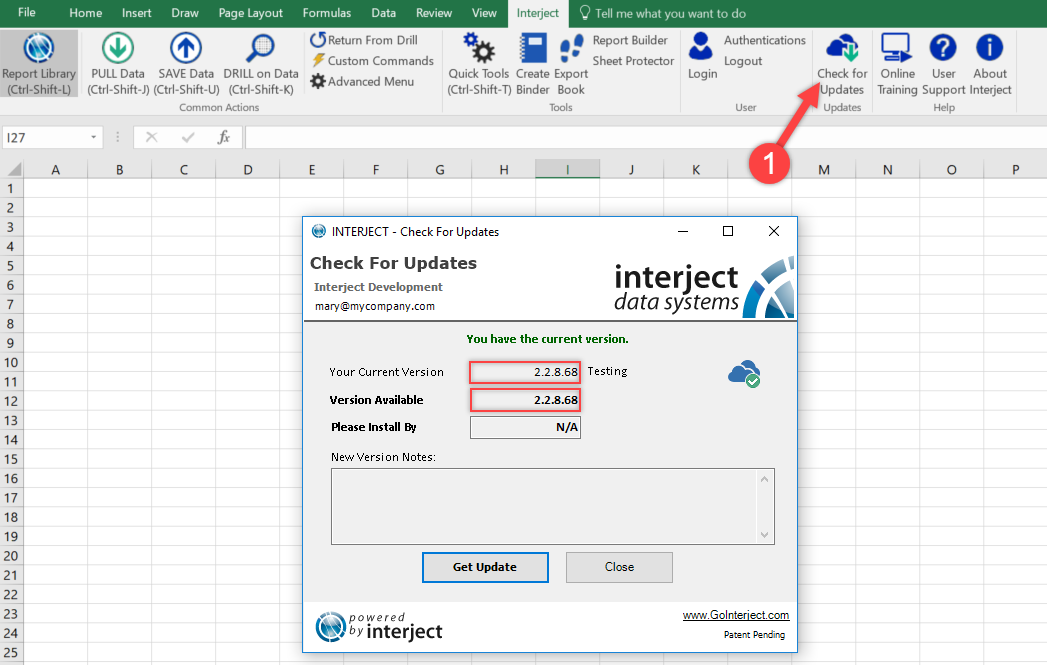 File Home Insert Draw Page Layout Formulas Data Review View Interject Tell me what you want to do
Report Library
(Ctrl-Shift-L)
PULL Data
(Ctrl-Shift-J)
SAVE Data
(Ctrl-Shift-U)
DRILL on Data
(Ctrl-Shift-K)
Return From Drill
Custom Commands
Advanced Menu
Common Actions
Quick Tools
(Ctrl-Shift-T)
Create
Binder
Export
Book
Report Builder
Sheet Protector
Tools
Login
Authentications
Logout
User
Check for
Updates
Updates
Online
Training
User
Support
About
Interject
Help
1
I27
fx
A B C D E F G H I J K M N O P
1
2
3
4
5
6
7
8
9
10
11
12
13
14
15
16
17
18
19
20
21
22
23
24
25
INTERJECT - Check For Updates
Check For Updates
Interject Development
mary@mycompany.com
interject
data systems
You have the current version.
Your Current Version 2.2.8.68 Testing
Version Available 2.2.8.68
Please Install By N/A
New Version Notes:
Get Update Close
powered
by interject
www.GoInterject.com
Patent Pending